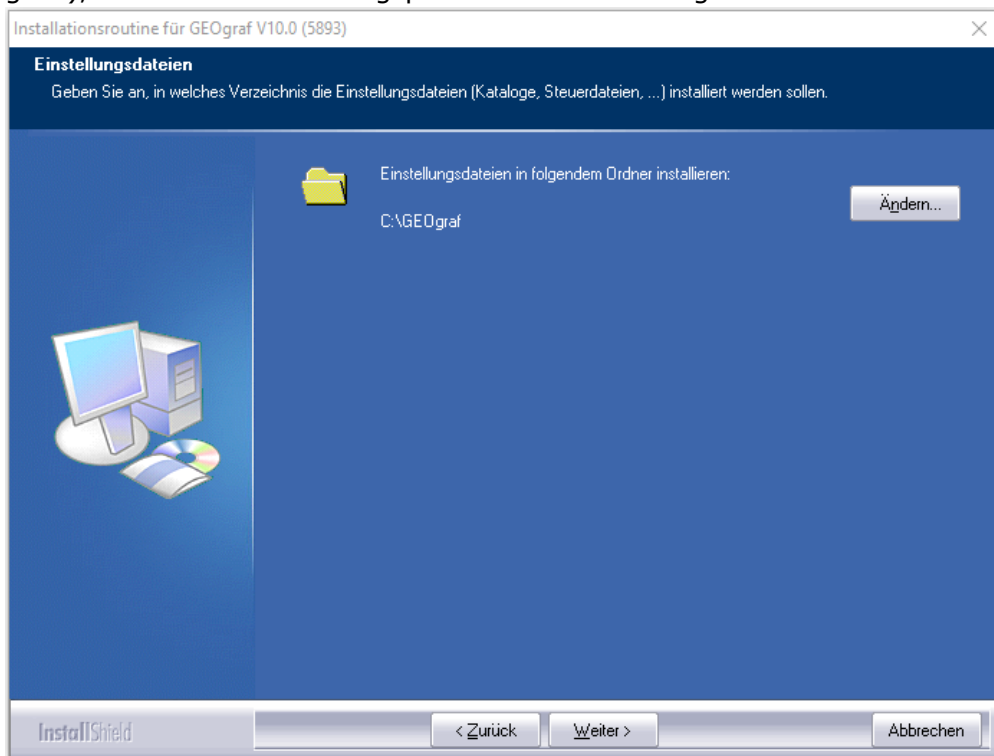 Installationsroutine für GEOgraf V10.0 (5893)
Einstellungsdateien
Geben Sie an, in welches Verzeichnis die Einstellungsdateien (Kataloge, Steuerdateien, ...) installiert werden sollen.
Einstellungsdateien in folgendem Ordner installieren:
Ändern...
C:\GEOgraf
InstallShield
< Zurück
Weiter >
Abbrechen